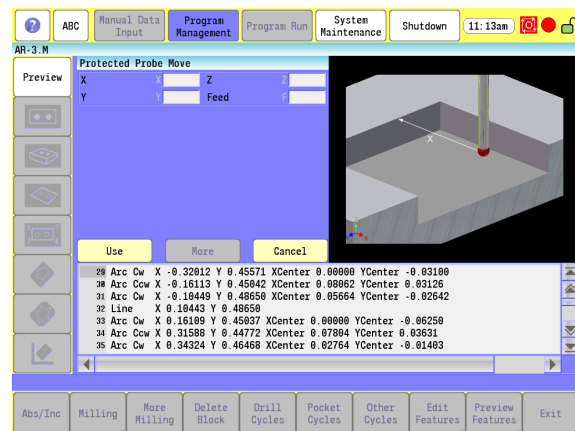 ?
ABC
Manual Data Input
Program Management
Program Run
System Maintenance
Shutdown
11:13am
AR-3.M
Preview
Protected Probe Move
X X Z Z
Y Y Feed F
X
Use More Cancel
29 Arc Cw X -0.32012 Y 0.45571 XCenter 0.00000 YCenter -0.03100
30 Arc Ccw X -0.16113 Y 0.45042 XCenter 0.08062 YCenter 0.03126
31 Arc Cw X -0.10449 Y 0.48650 XCenter 0.05664 YCenter -0.02642
32 Line X 0.10443 Y 0.48650
33 Arc Cw X 0.16109 Y 0.45037 XCenter 0.00000 YCenter -0.06250
34 Arc Ccw X 0.31588 Y 0.44772 XCenter 0.07804 YCenter 0.03631
35 Arc Cw X 0.34324 Y 0.46468 XCenter 0.02764 YCenter -0.01403
Abs/Inc
Milling
More Milling
Delete Block
Drill Cycles
Pocket Cycles
Other Cycles
Edit Features
Preview Features
Exit